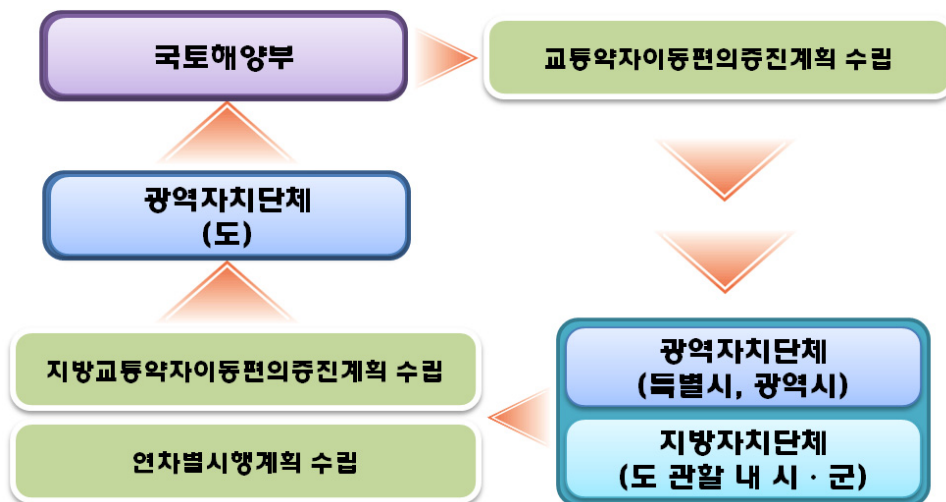 국토해양부
교통약자이동편의증진계획 수립
광역자치단체
(도)
지방교통약자이동편의증진계획 수립
연차별시행계획 수립
광역자치단체
(특별시, 광역시)
지방자치단체
(도 관할 내 시 · 군)